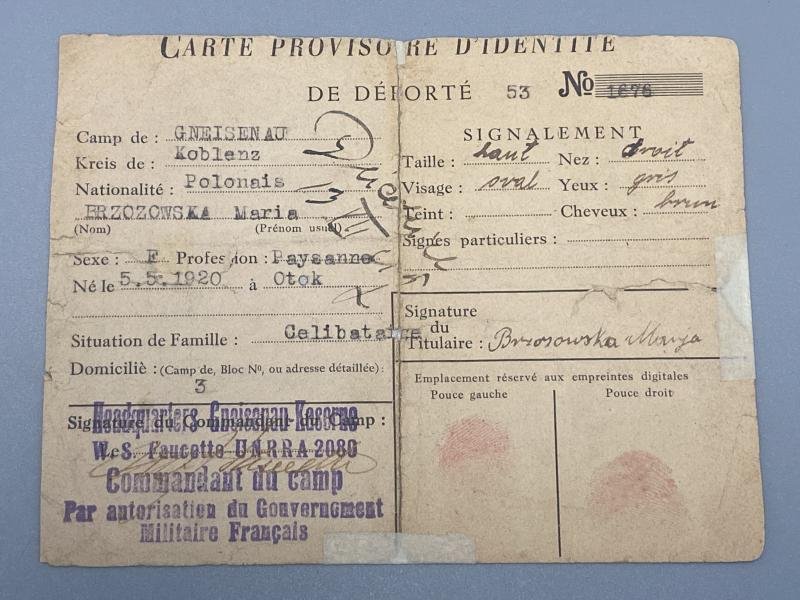 CARTE PROVISOIRE D'IDENTITÉ
DE DÉPORTÉ 53 No 1676
Camp de : GNEISENAU
Kreis de : Koblenz
Nationalité : Polonais
BRZOZOWSKA Maria
(Nom) (Prénom usuel)
Sexe : F Profession : Paysanne
Né le 5.5.1920 à Otok
Situation de Famille : Celibataire
Domiciliè : (Camp de, Bloc No, ou adresse détaillée) :
3
Signature du Commandant du Camp :
Headquarters Gneisenau Kaserne
W.S. Faucette UNRRA 2080
Commandant du camp
Par autorisation du Gouvernement
Militaire Français
SIGNALEMENT
Taille : haut Nez : droit
Visage : oval Yeux : gris
Teint : Cheveux : brun
Signes particuliers :
Signature
du
Titulaire : Brzosowska Marja
Emplacement réservé aux empreintes digitales
Pouce gauche Pouce droit